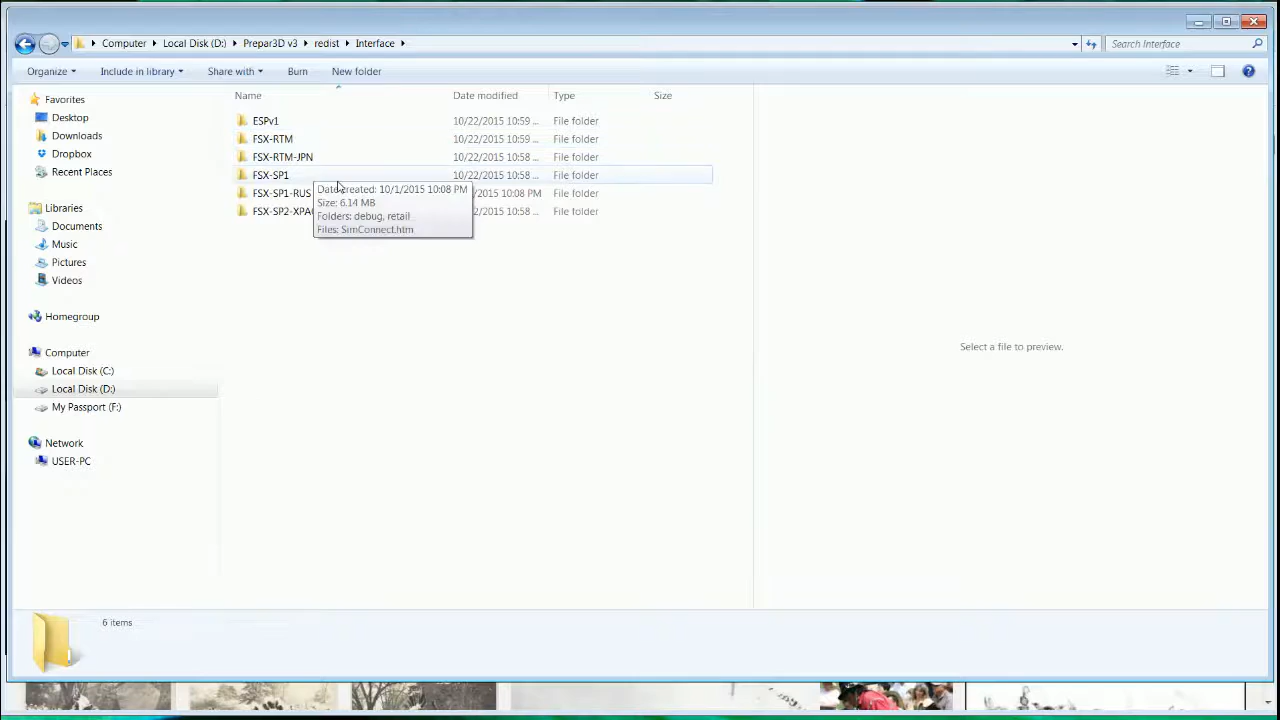 Computer Local Disk (D:) Prepar3D v3 redist Interface
Search Interface
Organize Include in library Share with Burn New folder
Name Date modified Type Size
Favorites
Desktop
Downloads
Dropbox
Recent Places
Libraries
Documents
Music
Pictures
Videos
Homegroup
Computer
Local Disk (C:)
Local Disk (D:)
My Passport (F:)
Network
USER-PC
ESPv1 10/22/2015 10:59 ... File folder
FSX-RTM 10/22/2015 10:59 ... File folder
FSX-RTM-JPN 10/22/2015 10:58 ... File folder
FSX-SP1 10/22/2015 10:58 ... File folder
FSX-SP1-RUS /2015 10:08 PM File folder
FSX-SP2-XPAC 10/22/2015 10:58 ... File folder
Date created: 10/1/2015 10:08 PM
Size: 6.14 MB
Folders: debug, retail
Files: SimConnect.htm
Select a file to preview.
6 items